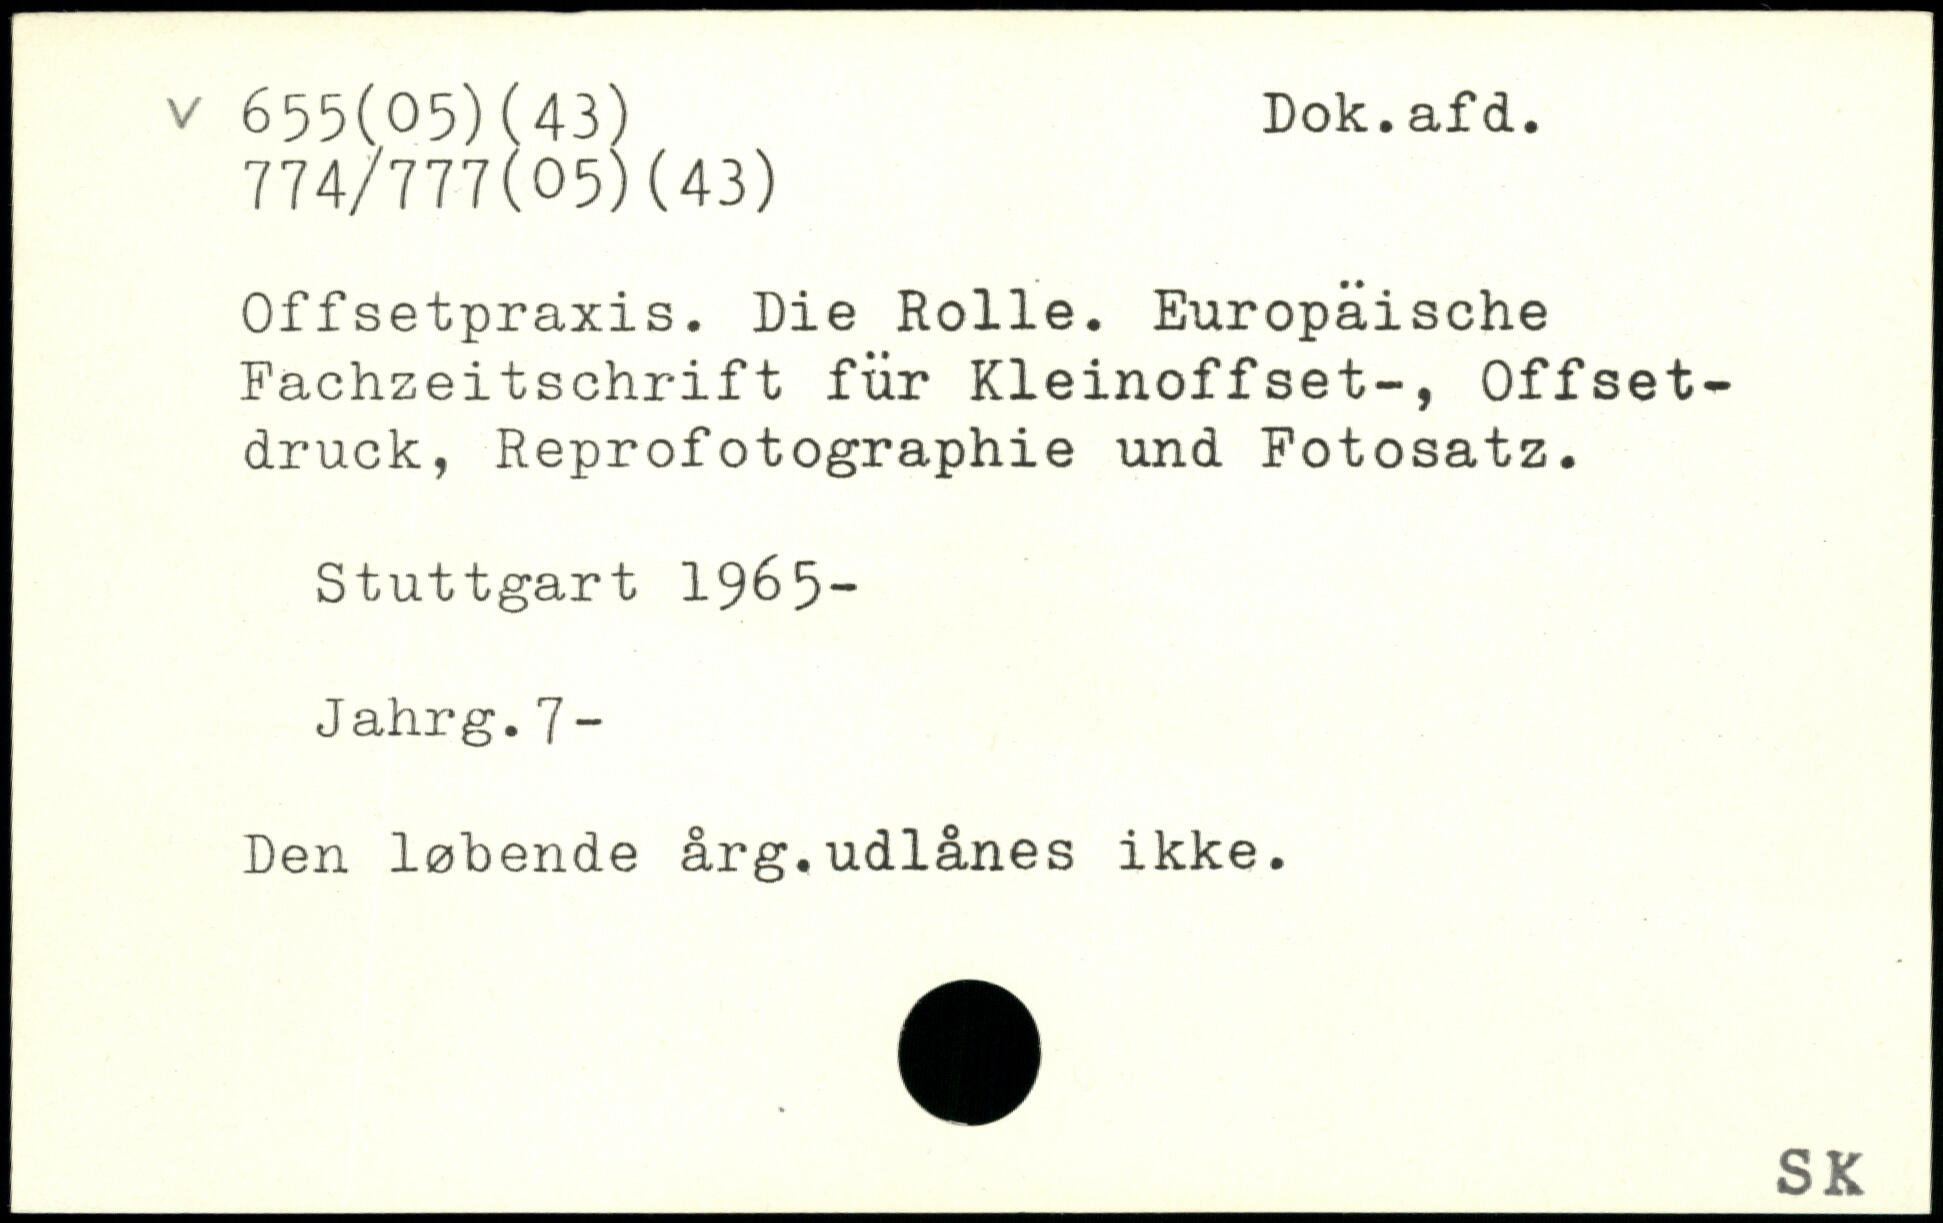 v 655(05)(43) Dok.afd.
774/777(05)(43)
Offsetpraxis. Die Rolle. Europäische
Fachzeitschrift für Kleinoffset-, Offset-
druck, Reprofotographie und Fotosatz.
Stuttgart 1965-
Jahrg.7-
Den løbende årg.udlånes ikke.
SK